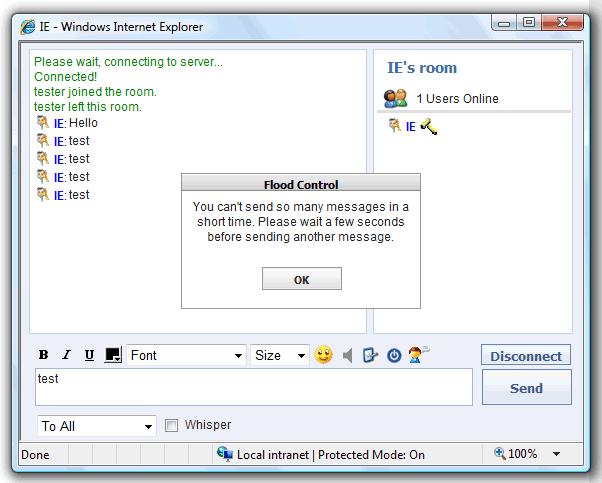 IE - Windows Internet Explorer
Please wait, connecting to server...
Connected!
tester joined the room.
tester left this room.
IE: Hello
IE: test
IE: test
IE: test
IE: test
IE's room
1 Users Online
IE
Flood Control
You can't send so many messages in a
short time. Please wait a few seconds
before sending another message.
OK
B I U Font Size
Disconnect
test
Send
To All Whisper
Done Local intranet | Protected Mode: On 100%